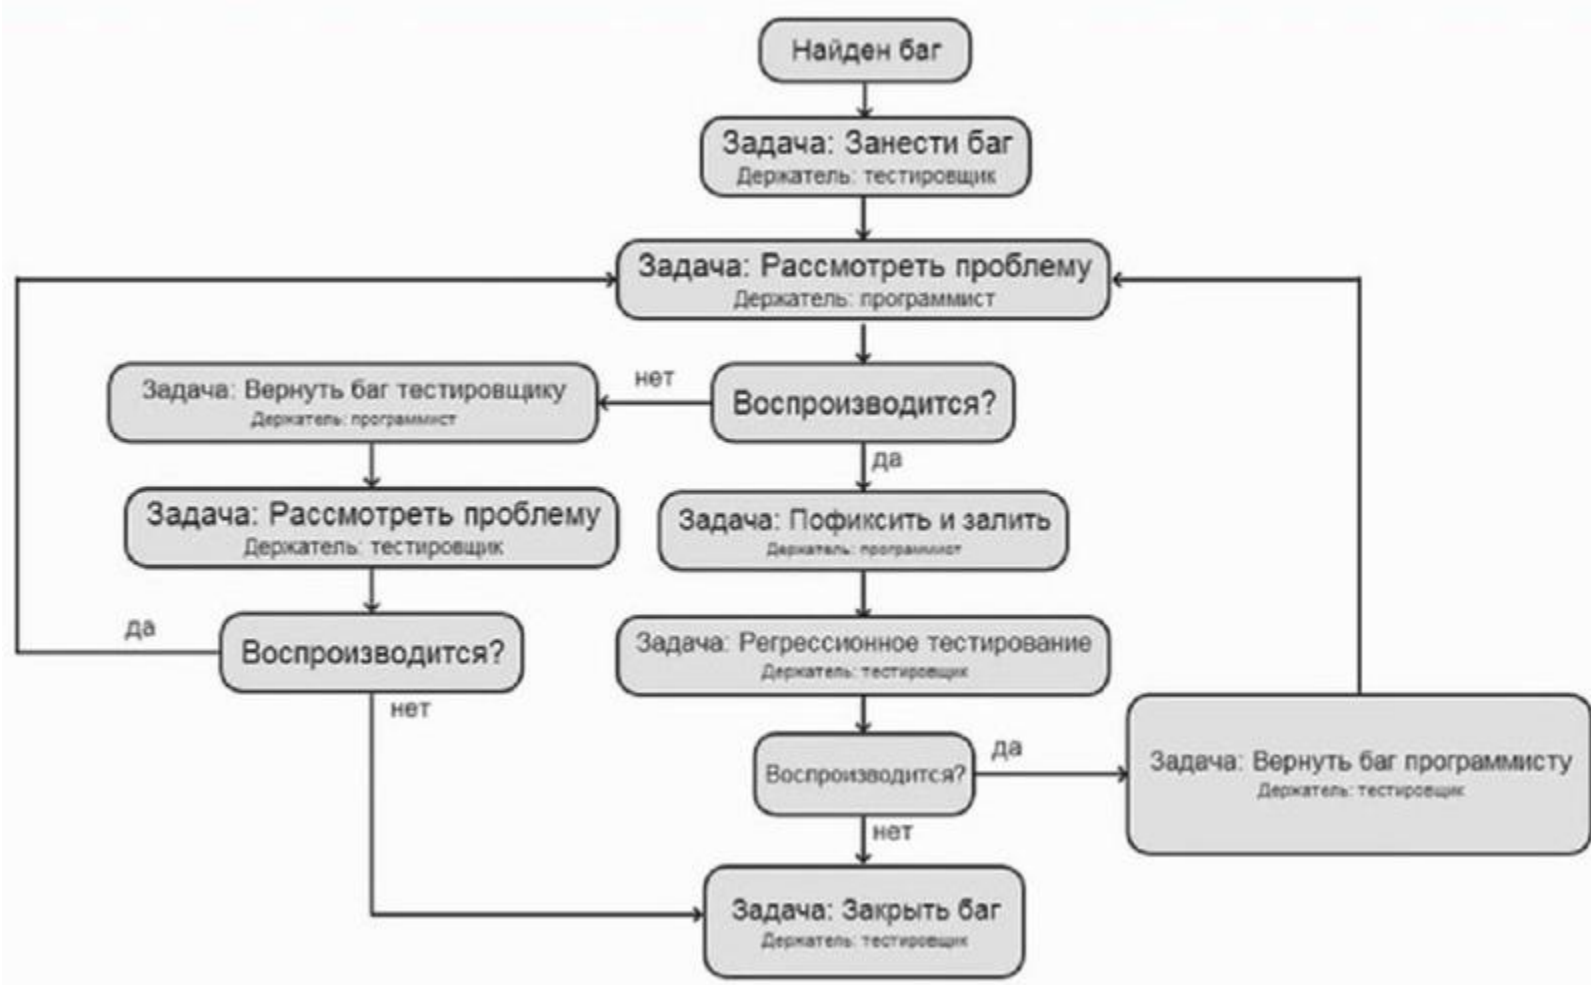 Найден баг
Задача: Занести баг
Держатель: тестировщик
Задача: Рассмотреть проблему
Держатель: программист
Воспроизводится?
нет
Задача: Вернуть баг тестировщику
Держатель: программист
да
Задача: Рассмотреть проблему
Держатель: тестировщик
Задача: Пофиксить и залить
Держатель: программист
да
Воспроизводится?
нет
Задача: Регрессионное тестирование
Держатель: тестировщик
Воспроизводится?
да
Задача: Вернуть баг программисту
Держатель: тестировщик
нет
Задача: Закрыть баг
Держатель: тестировщик